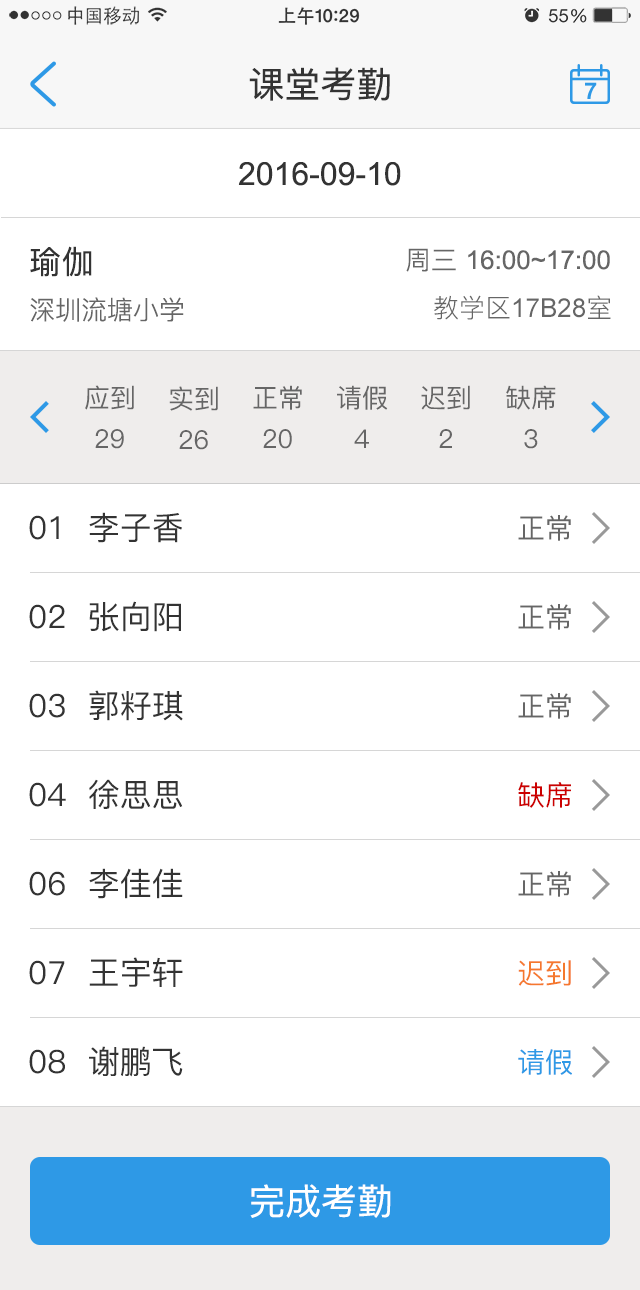 中国移动 上午10:29 55%
课堂考勤 7
2016-09-10
瑜伽 周三 16:00~17:00
深圳流塘小学 教学区17B28室
应到 实到 正常 请假 迟到 缺席
29 26 20 4 2 3
01 李子香 正常
02 张向阳 正常
03 郭籽琪 正常
04 徐思思 缺席
06 李佳佳 正常
07 王宇轩 迟到
08 谢鹏飞 请假
完成考勤